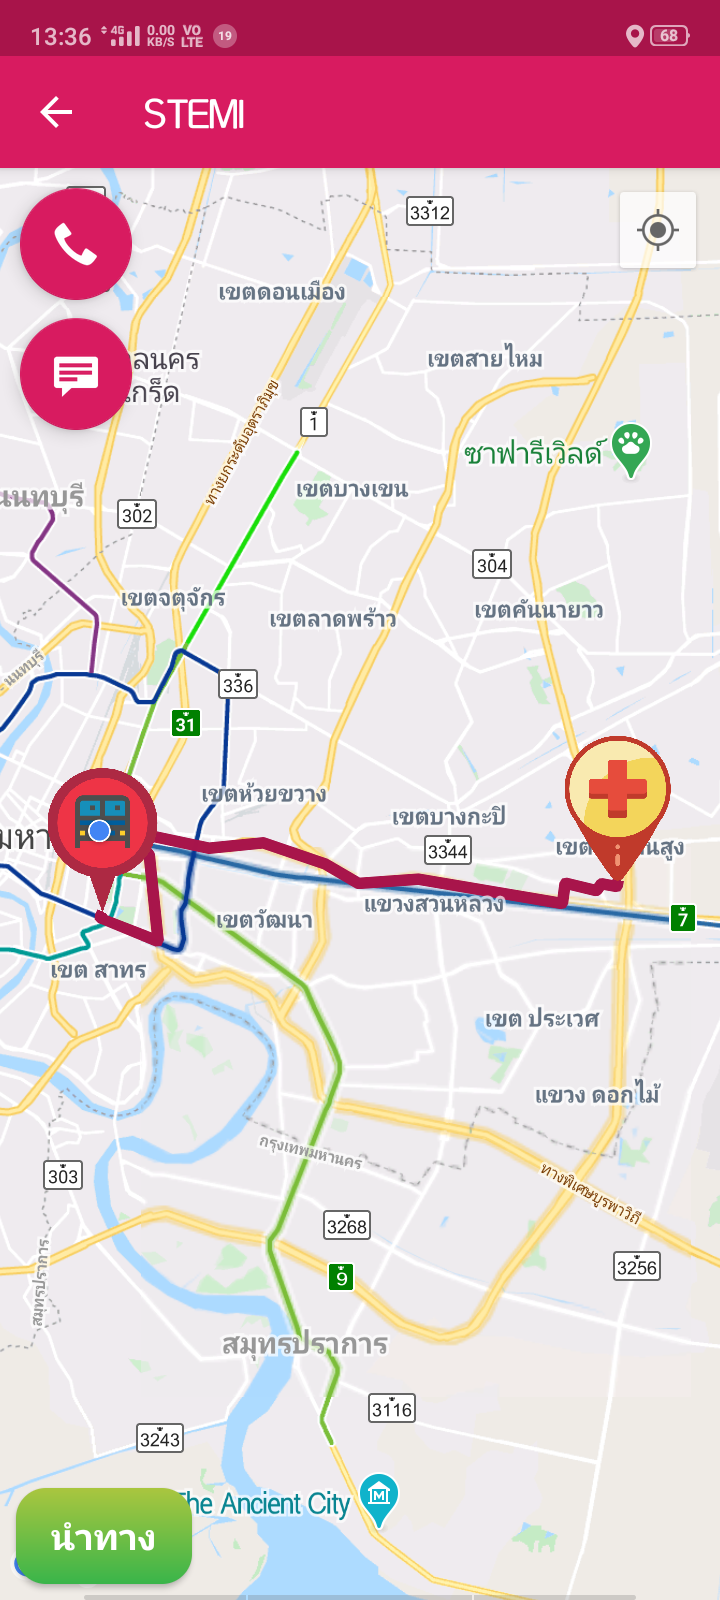 13:36 4G 0.00 KB/S VO LTE 19 68
STEMI
3312
เขตดอนเมือง
ลนคร
เขตสายไหม
เกร็ด
ทางยกระดับอุตราภิมุข
1
ซาฟารีเวิลด์
เขตบางเขน
นนทบุรี
302
304
เขตจตุจักร
เขตคันนายาว
เขตลาดพร้าว
นนทบุรี
336
31
เขตห้วยขวาง
เขตบางกะปิ
มหา
3344
เขต
นสูง
แขวงสวนหลวง
เขตวัฒนา
7
เขต สาทร
เขต ประเวศ
แขวง ดอกไม้
กรุงเทพมหานคร
303
ทางพิเศษบูรพาวิถี
3268
สมุทรปราการ
3256
9
สมุทรปราการ
3116
3243
The Ancient City
นำทาง